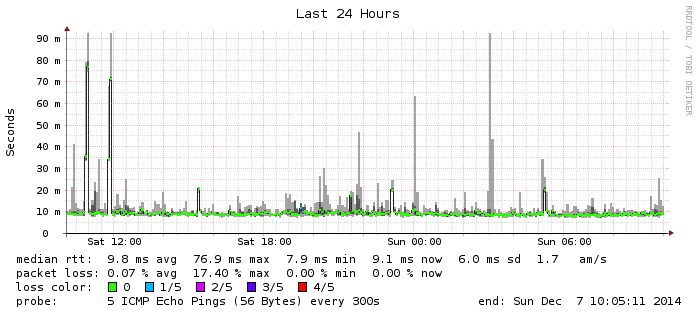 Last 24 Hours
RRDTOOL / TOBI OETIKER
Seconds
90 m
80 m
70 m
60 m
50 m
40 m
30 m
20 m
10 m
0
Sat 12:00 Sat 18:00 Sun 00:00 Sun 06:00
median rtt: 9.8 ms avg 76.9 ms max 7.9 ms min 9.1 ms now 6.0 ms sd 1.7 am/s
packet loss: 0.07 % avg 17.40 % max 0.00 % min 0.00 % now
loss color: 0 1/5 2/5 3/5 4/5
probe: 5 ICMP Echo Pings (56 Bytes) every 300s end: Sun Dec 7 10:05:11 2014